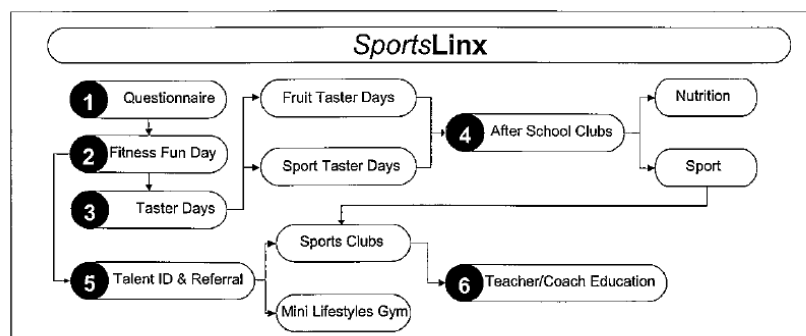 SportsLinx
1 Questionnaire
2 Fitness Fun Day
3 Taster Days
Fruit Taster Days
Sport Taster Days
4 After School Clubs
Nutrition
Sport
5 Talent ID & Referral
Sports Clubs
Mini Lifestyles Gym
6 Teacher/Coach Education